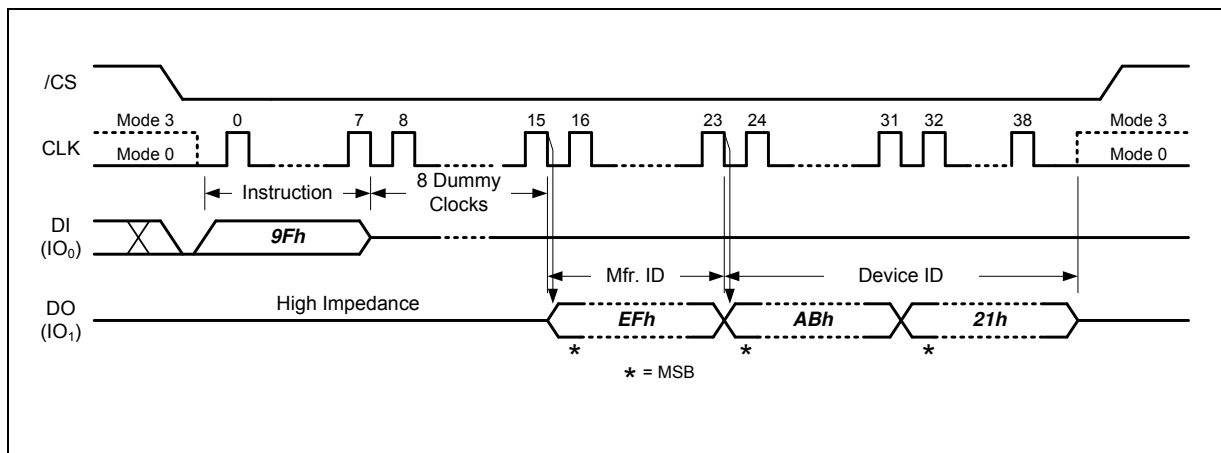 /CS
Mode 3 0 7 8 15 16 23 24 31 32 38 Mode 3
CLK
Mode 0 Mode 0
Instruction 8 Dummy
Clocks
DI
(IO₀)
9Fh
Mfr. ID Device ID
High Impedance
DO
(IO₁)
EFh ABh 21h
* * *
* = MSB